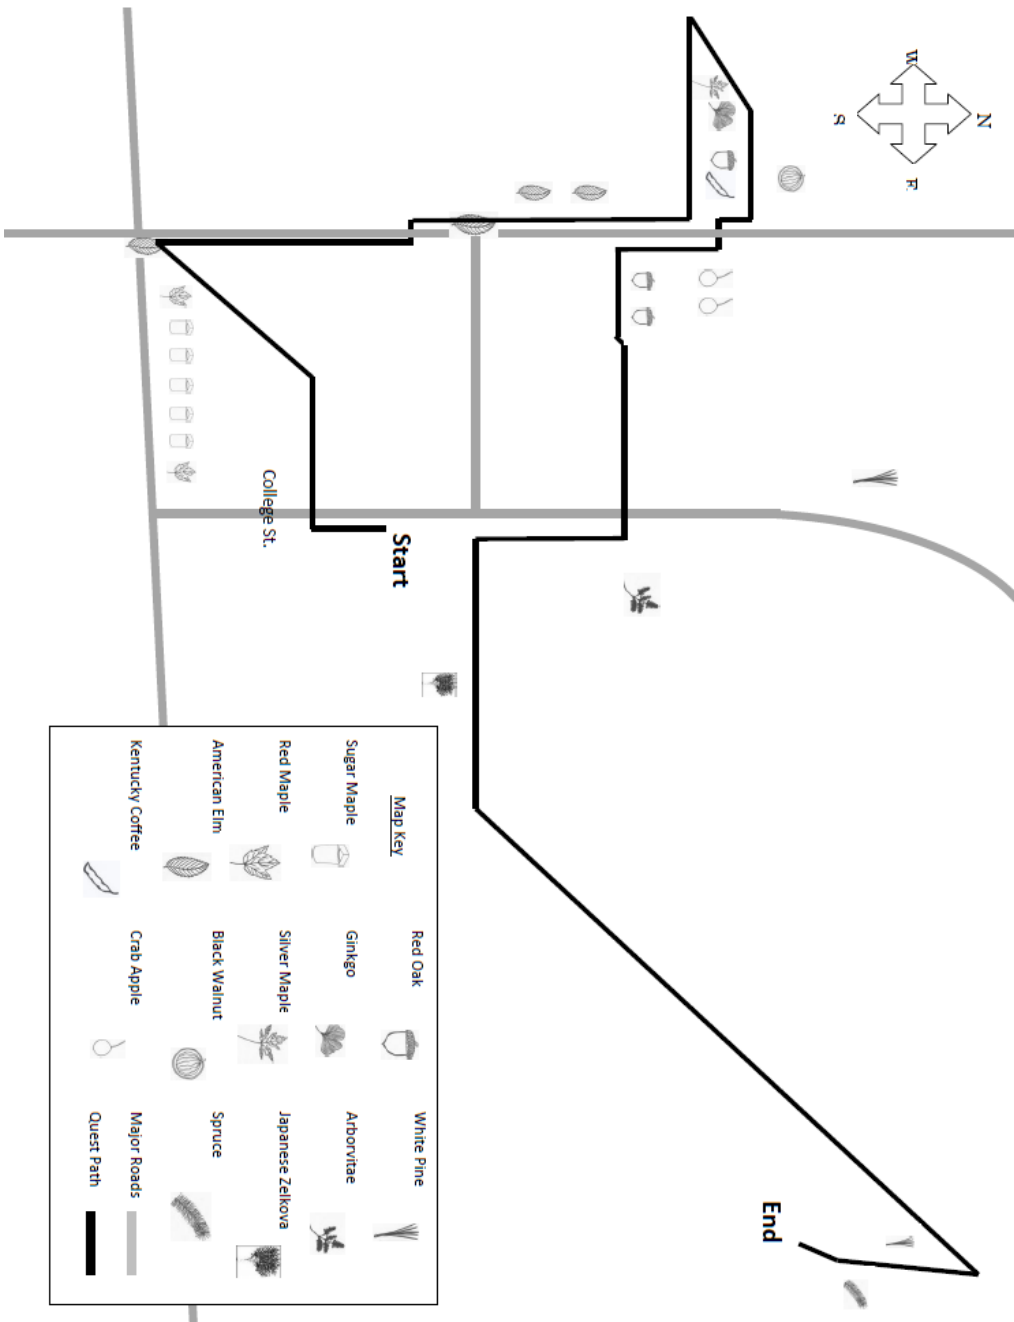 W
N
S
E
College St.
Start
End
Map Key
Sugar Maple
Red Maple
American Elm
Kentucky Coffee
Red Oak
Ginkgo
Silver Maple
Black Walnut
Crab Apple
White Pine
Arborvitae
Japanese Zelkova
Spruce
Major Roads
Quest Path